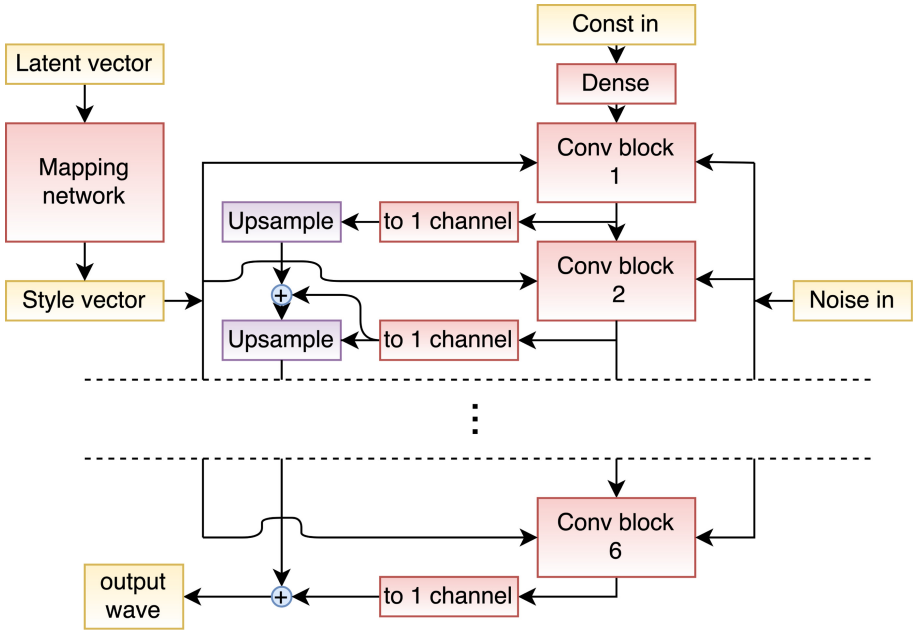 Const in
Latent vector
Dense
Mapping
network
Conv block
1
Upsample
to 1 channel
Conv block
2
Style vector
+
Noise in
Upsample
to 1 channel
⋮
Conv block
6
output
wave
+
to 1 channel